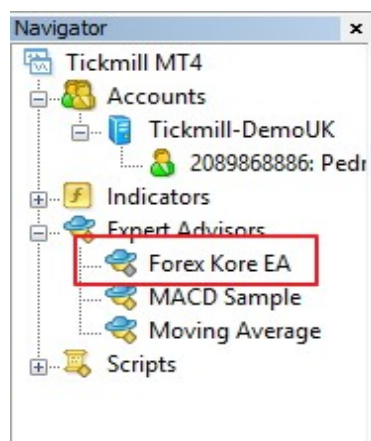 Navigator
Tickmill MT4
Accounts
Tickmill-DemoUK
2089868886: Pedr
Indicators
Expert Advisors
Forex Kore EA
MACD Sample
Moving Average
Scripts